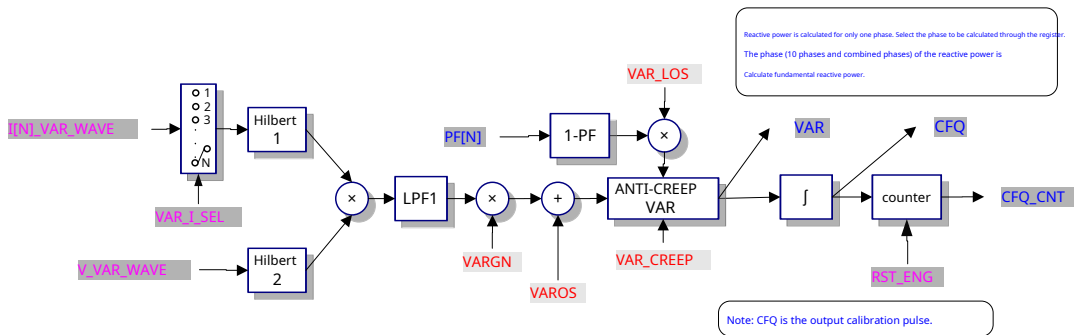 Reactive power is calculated for only one phase. Select the phase to be calculated through the register.
The phase (10 phases and combined phases) of the reactive power is
Calculate fundamental reactive power.
VAR_LOS
1
2
3
.
.
.
N
I[N]_VAR_WAVE
Hilbert
1
PF[N]
1-PF
×
VAR
CFQ
VAR_I_SEL
×
LPF1
×
+
ANTI-CREEP
VAR
∫
counter
CFQ_CNT
V_VAR_WAVE
Hilbert
2
VARGN
VAROS
VAR_CREEP
RST_ENG
Note: CFQ is the output calibration pulse.